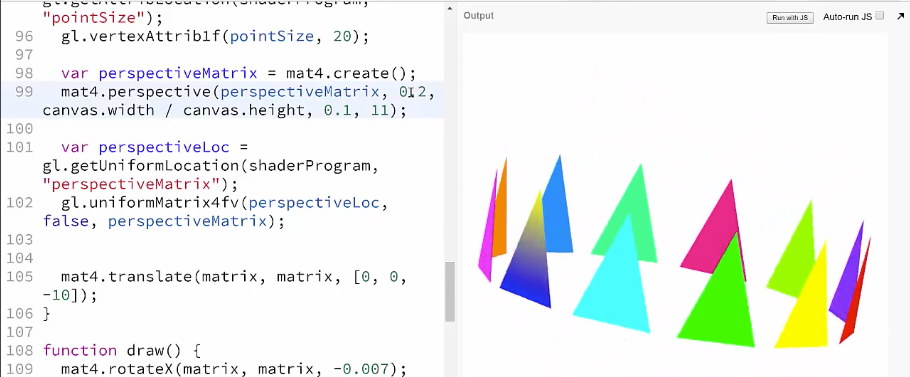 gl.getAttribLocation(shaderProgram,
"pointSize");
96 gl.vertexAttrib1f(pointSize, 20);
97
98 var perspectiveMatrix = mat4.create();
99 mat4.perspective(perspectiveMatrix, 0.2,
canvas.width / canvas.height, 0.1, 11);
100
101 var perspectiveLoc =
gl.getUniformLocation(shaderProgram,
"perspectiveMatrix");
102 gl.uniformMatrix4fv(perspectiveLoc,
false, perspectiveMatrix);
103
104
105 mat4.translate(matrix, matrix, [0, 0,
-10]);
106 }
107
108 function draw() {
109 mat4.rotateX(matrix, matrix, -0.007);
Output
Run with JS
Auto-run JS